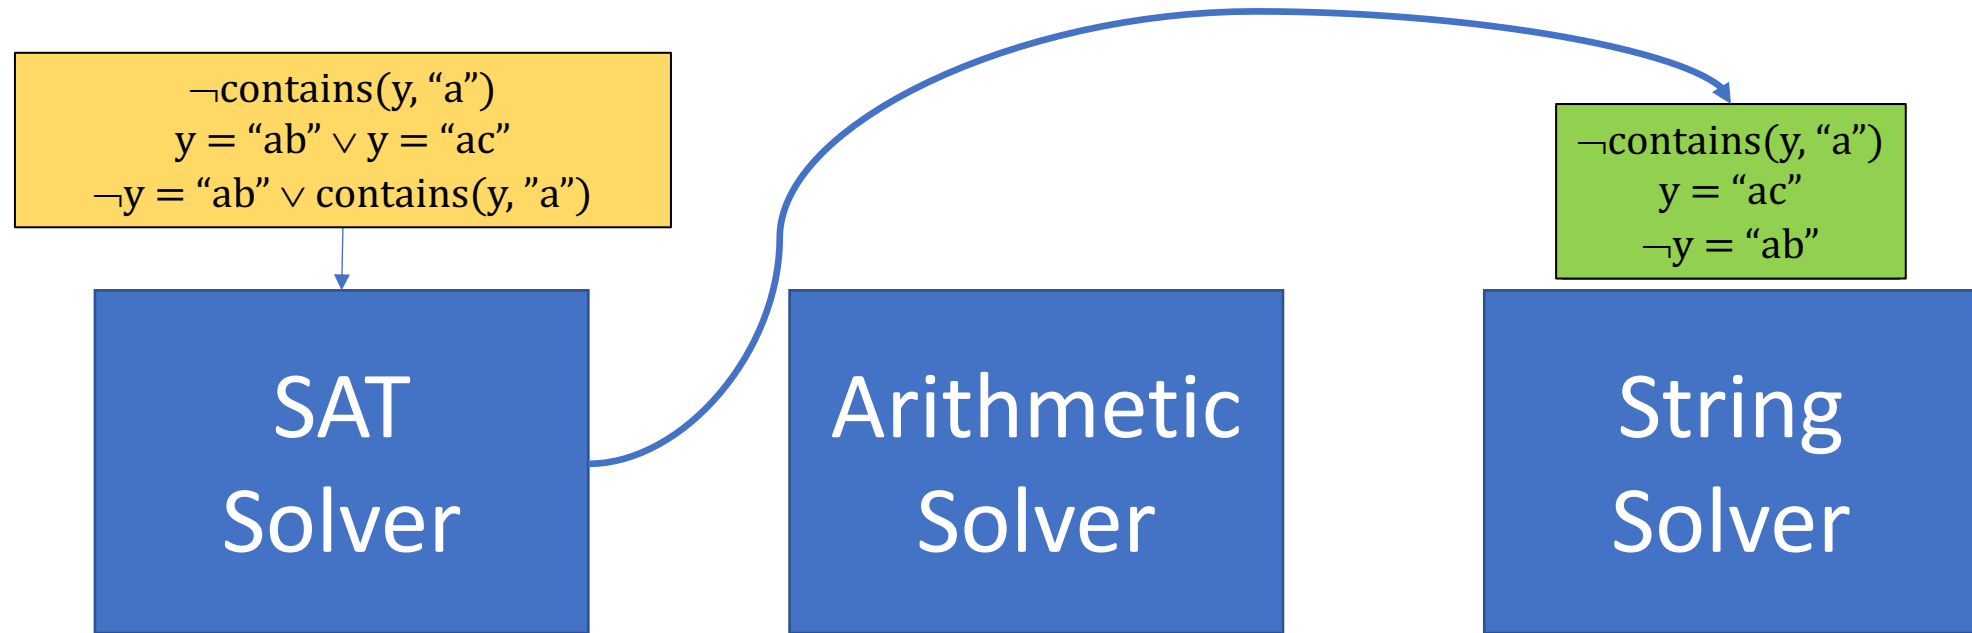 ¬contains(y, “a”)
y = “ab” ∨ y = “ac”
¬y = “ab” ∨ contains(y, ”a”)
¬contains(y, “a”)
y = “ac”
¬y = “ab”
SAT
Solver
Arithmetic
Solver
String
Solver